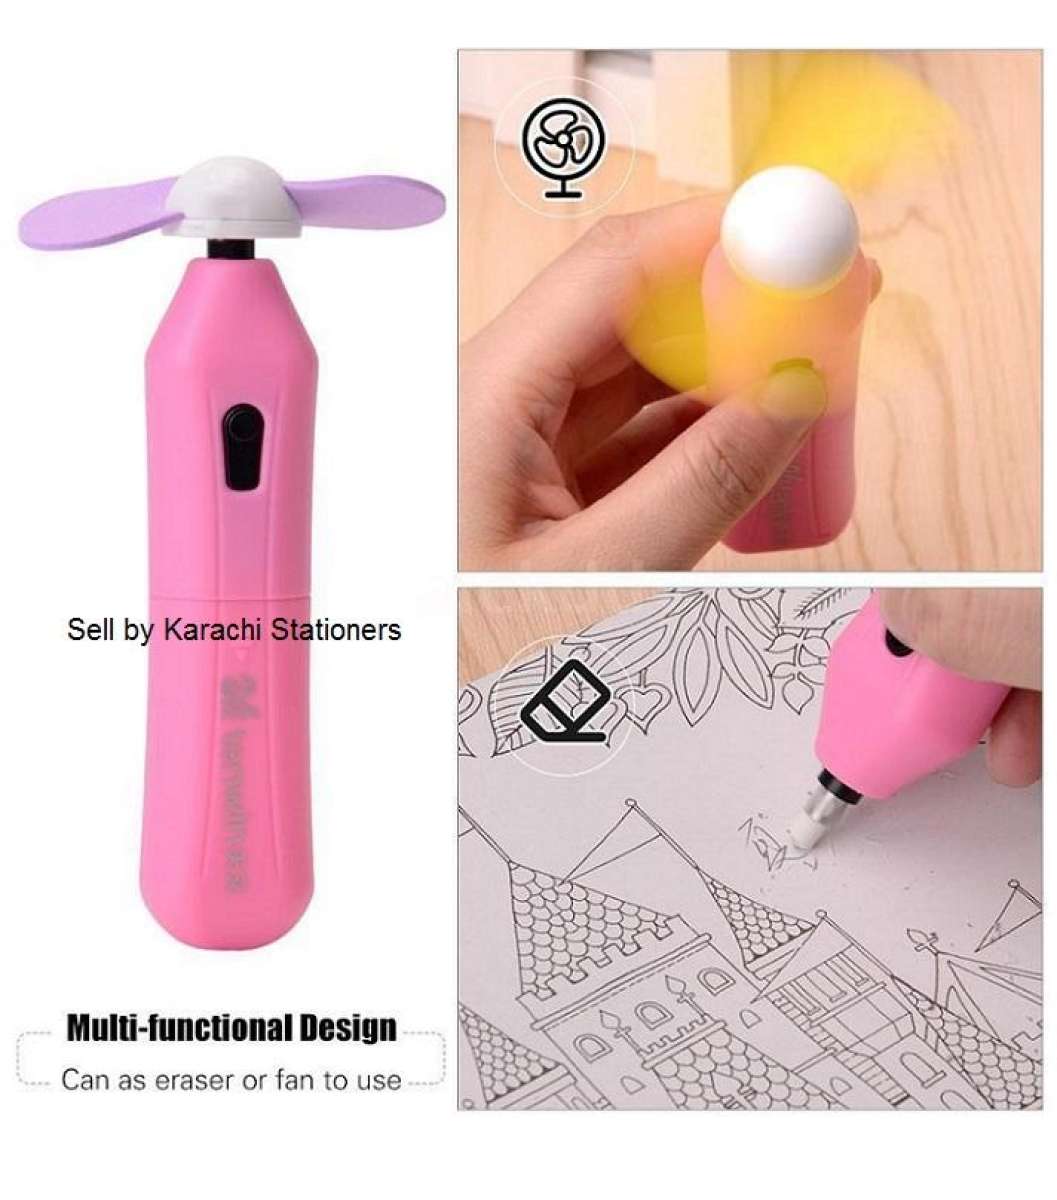 Sell by Karachi Stationers
Multi-functional Design
Can as eraser or fan to use